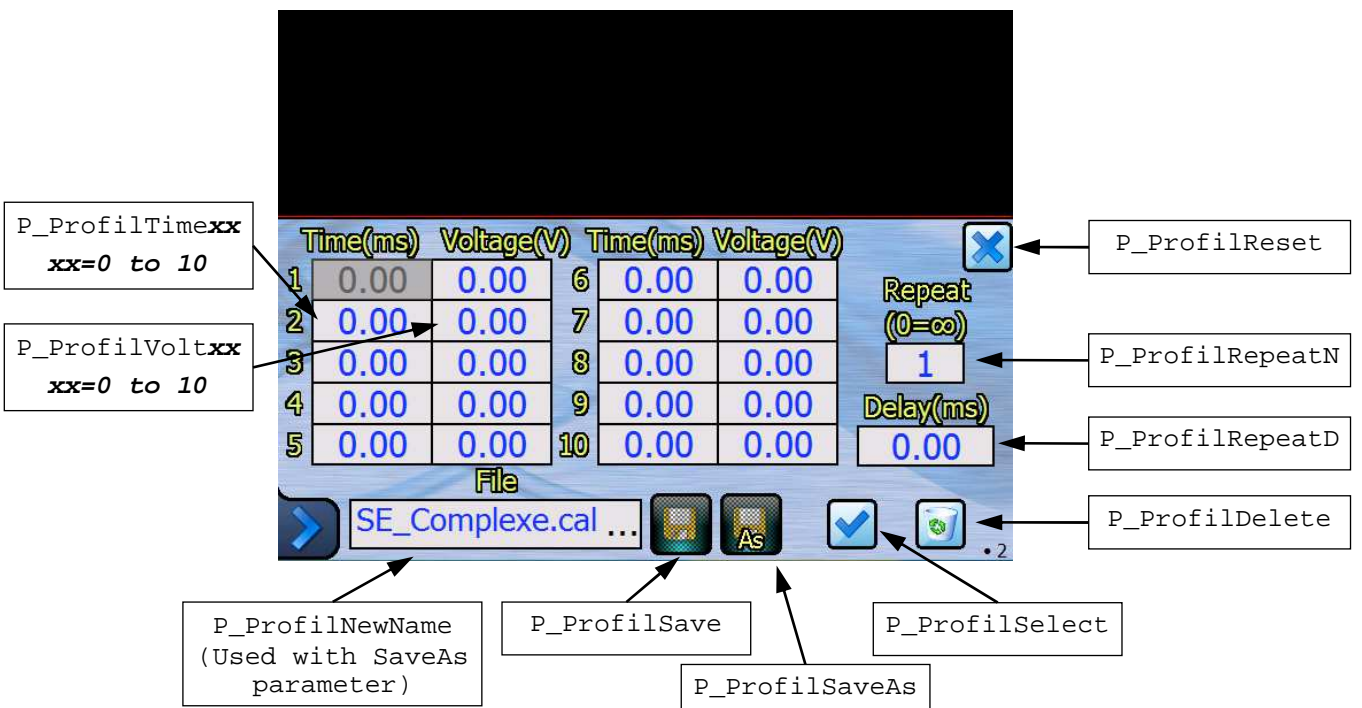 P_ProfilTimexx
xx=0 to 10
P_ProfilVoltxx
xx=0 to 10
Time(ms) Voltage(V) Time(ms) Voltage(V)
1 0.00 0.00 6 0.00 0.00
2 0.00 0.00 7 0.00 0.00
3 0.00 0.00 8 0.00 0.00
4 0.00 0.00 9 0.00 0.00
5 0.00 0.00 10 0.00 0.00
Repeat
(0=∞)
1
Delay(ms)
0.00
File
SE_Complexe.cal ...
As
•2
P_ProfilReset
P_ProfilRepeatN
P_ProfilRepeatD
P_ProfilDelete
P_ProfilNewName
(Used with SaveAs
parameter)
P_ProfilSave
P_ProfilSaveAs
P_ProfilSelect